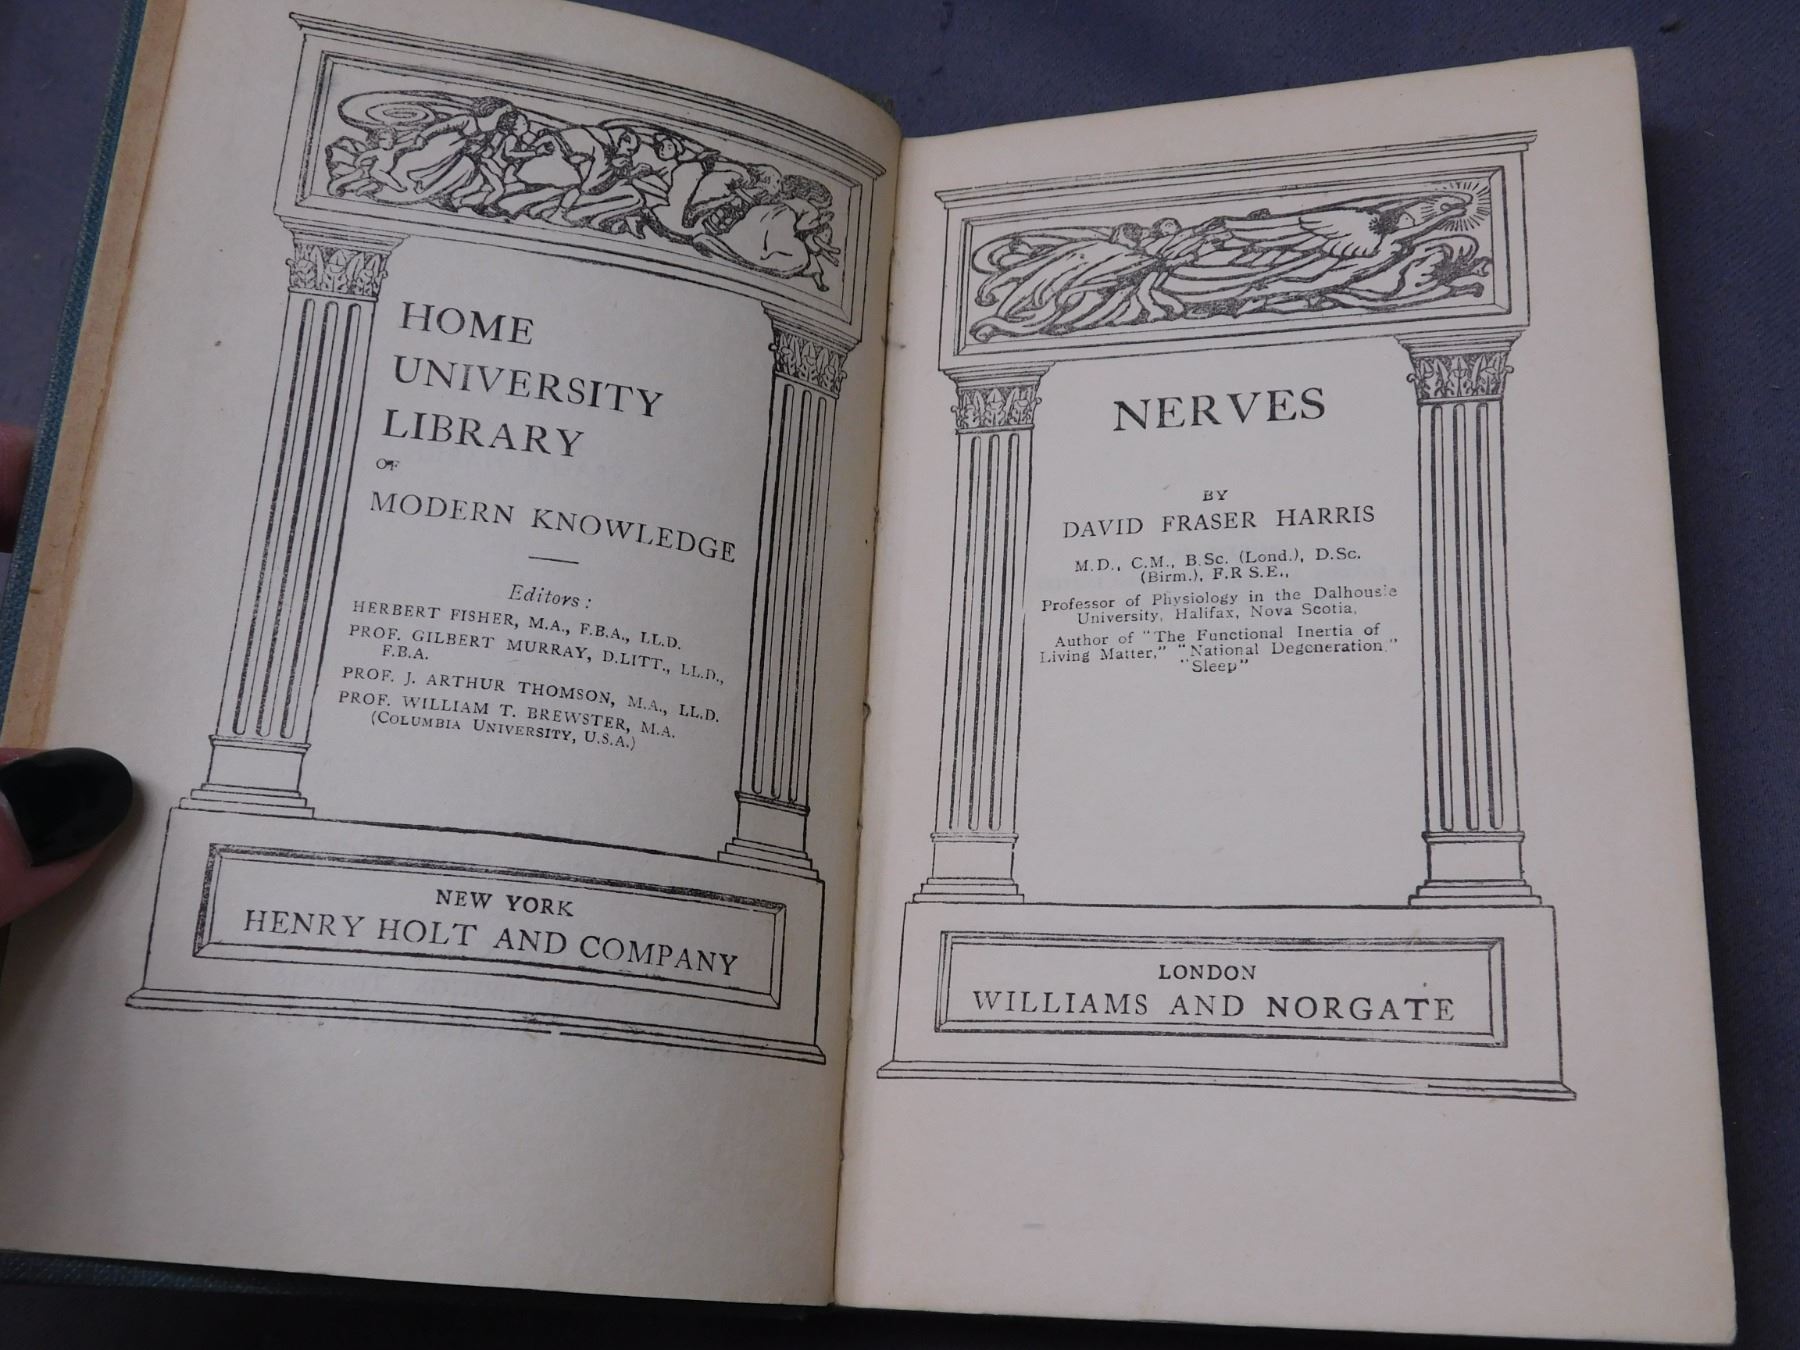 HOME
UNIVERSITY
LIBRARY
OF
MODERN KNOWLEDGE
Editors:
HERBERT FISHER, M.A., F.B.A., LL.D.
PROF. GILBERT MURRAY, D.LITT., LL.D.,
F.B.A.
PROF. J. ARTHUR THOMSON, M.A., LL.D.
PROF. WILLIAM T. BREWSTER, M.A.
(COLUMBIA UNIVERSITY, U.S.A.)
NEW YORK
HENRY HOLT AND COMPANY
NERVES
BY
DAVID FRASER HARRIS
M.D., C.M., B.Sc. (Lond.), D.Sc.
(Birm.), F.R S.E.,
Professor of Physiology in the Dalhousie
University, Halifax, Nova Scotia,
Author of "The Functional Inertia of
Living Matter," "National Degeneration,"
"Sleep"
LONDON
WILLIAMS AND NORGATE